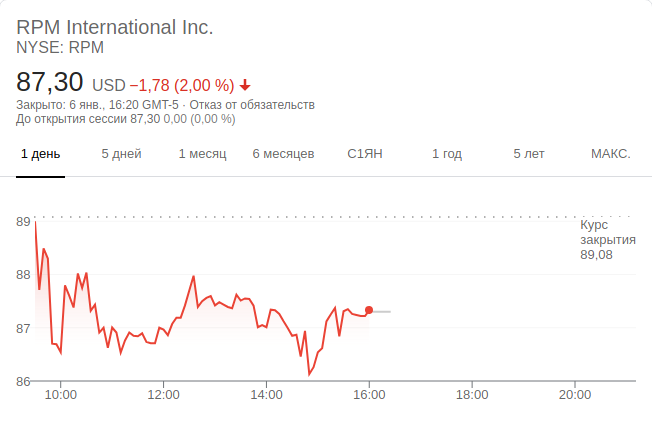 RPM International Inc.
NYSE: RPM
87,30 USD −1,78 (2,00 %)
Закрыто: 6 янв., 16:20 GMT-5 · Отказ от обязательств
До открытия сессии 87,30 0,00 (0,00 %)
1 день 5 дней 1 месяц 6 месяцев С1ЯН 1 год 5 лет МАКС.
89
88
87
86
Курс
закрытия
89,08
10:00 12:00 14:00 16:00 18:00 20:00